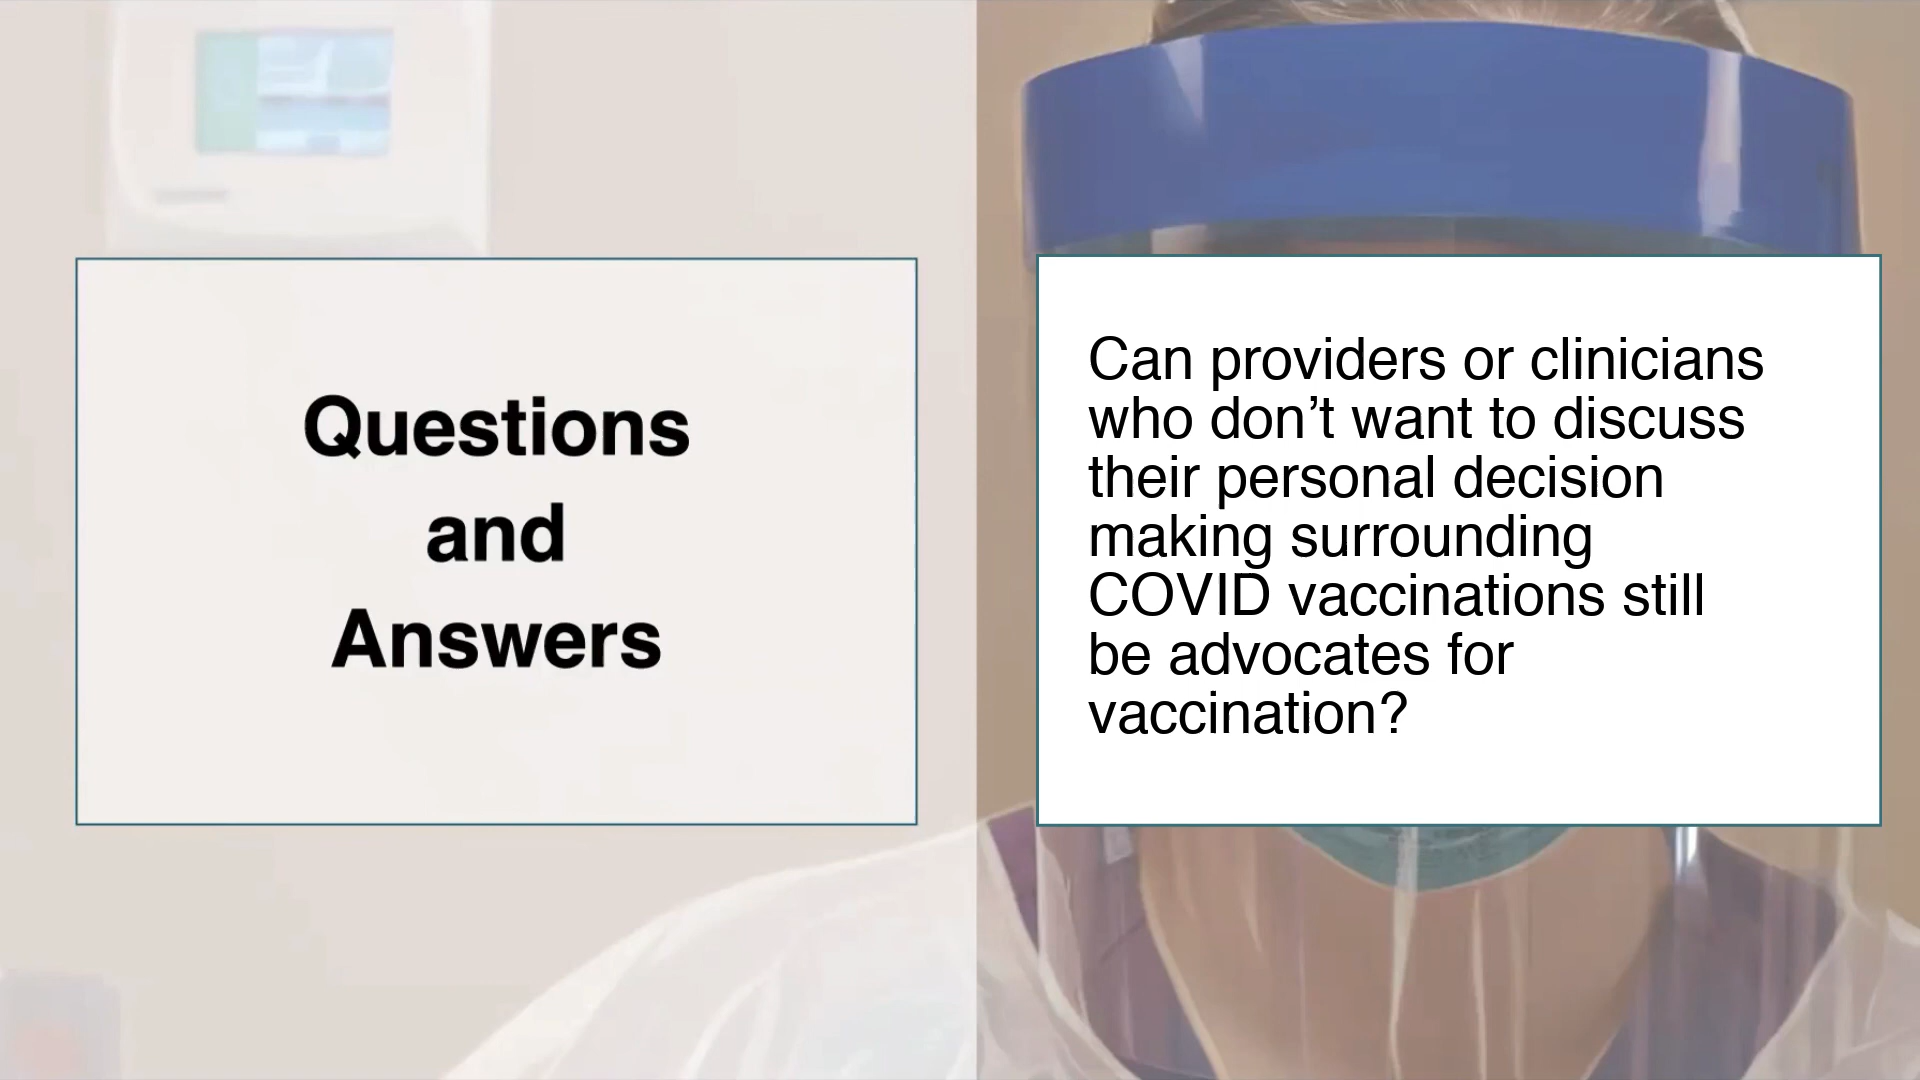 Questions
and
Answers
Can providers or clinicians
who don’t want to discuss
their personal decision
making surrounding
COVID vaccinations still
be advocates for
vaccination?